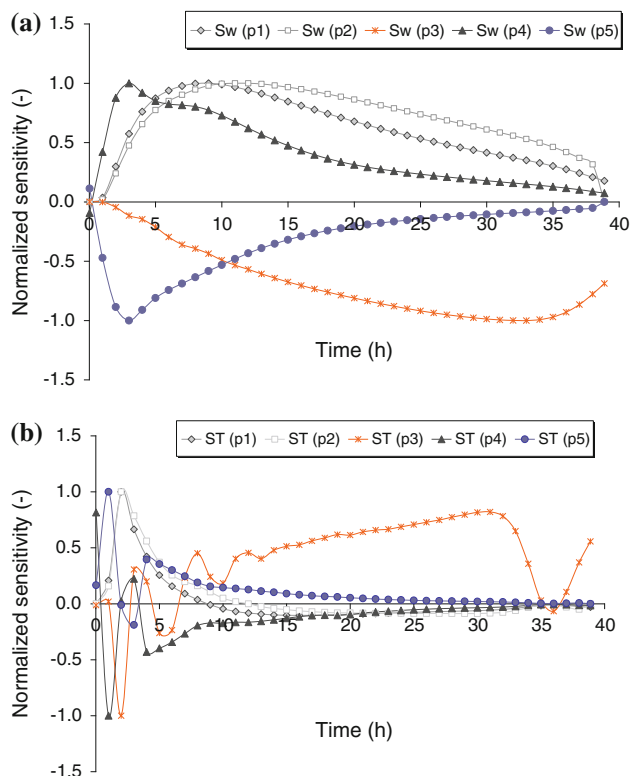 (a)
Sw (p1) Sw (p2) Sw (p3) Sw (p4) Sw (p5)
Normalized sensitivity (-)
1.5
1.0
0.5
0.0
-0.5
-1.0
-1.5
0 5 10 15 20 25 30 35 40
Time (h)
(b)
ST (p1) ST (p2) ST (p3) ST (p4) ST (p5)
Normalized sensitivity (-)
1.5
1.0
0.5
0.0
-0.5
-1.0
-1.5
0 5 10 15 20 25 30 35 40
Time (h)